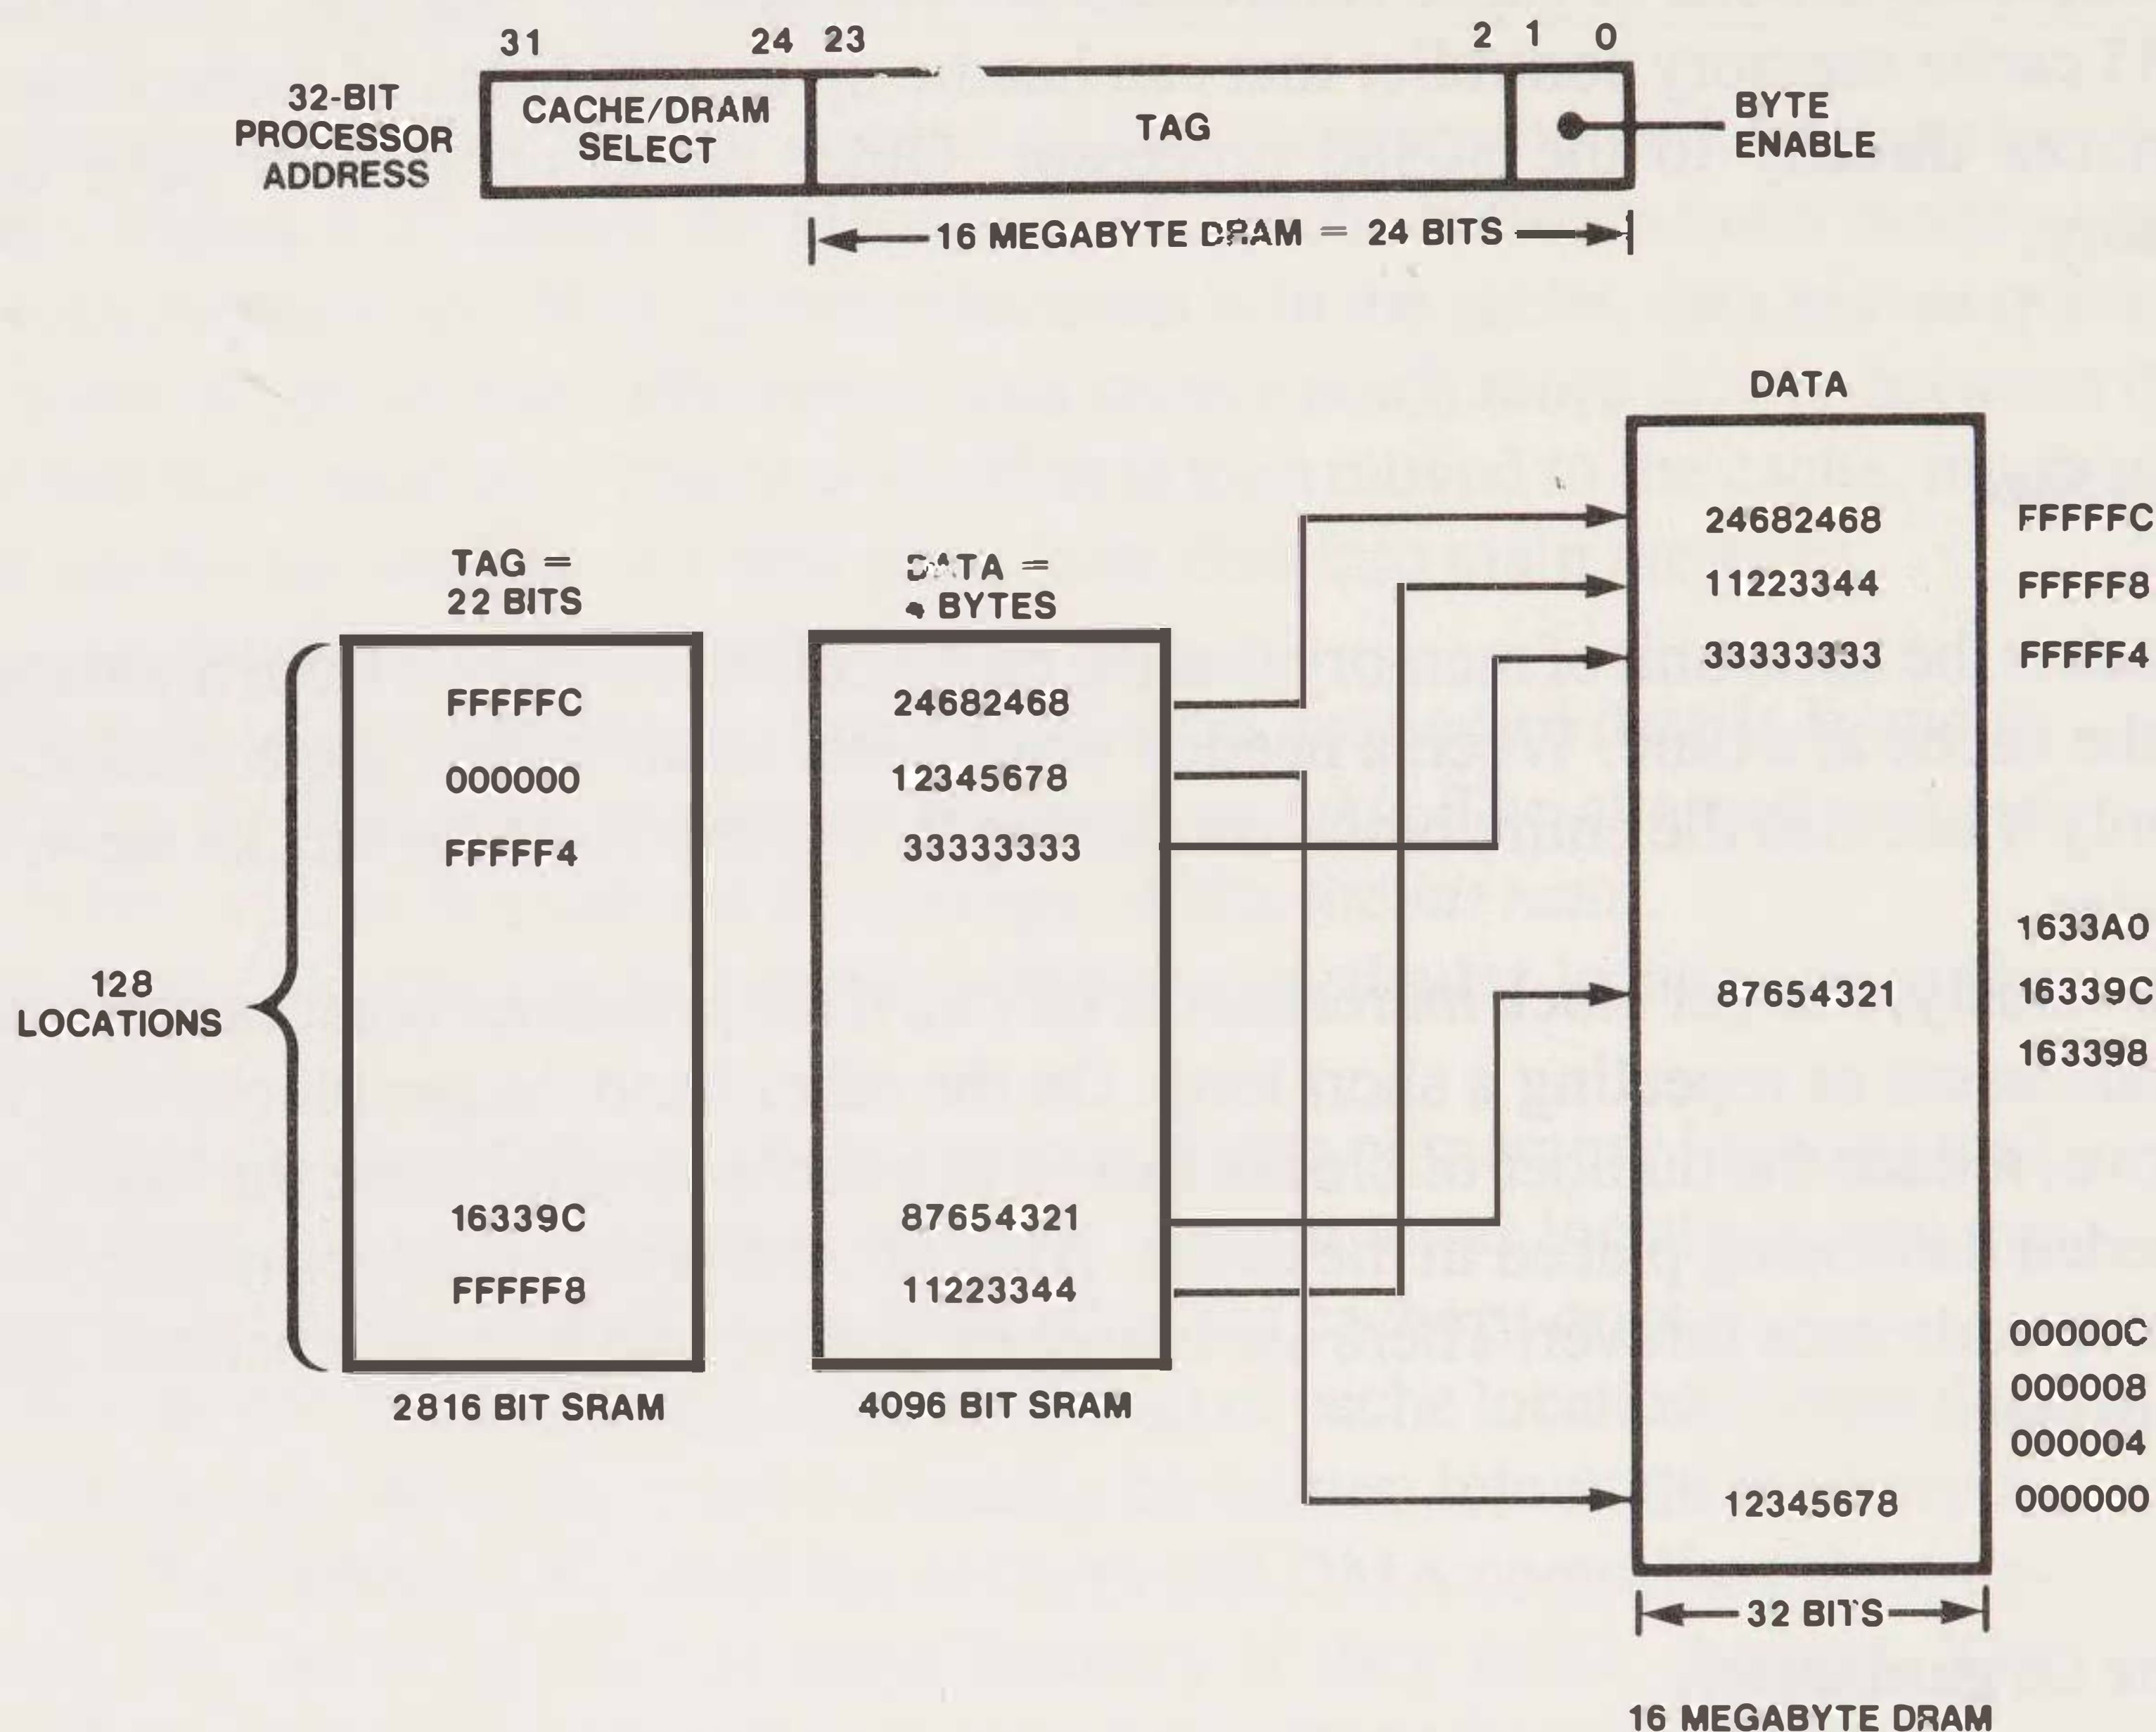 31 24 23 2 1 0
32-BIT
PROCESSOR
ADDRESS
CACHE/DRAM
SELECT
TAG
BYTE
ENABLE
16 MEGABYTE DRAM = 24 BITS
DATA
24682468 FFFFFC
11223344 FFFFF8
33333333 FFFFF4
1633A0
87654321 16339C
163398
00000C
000008
000004
12345678 000000
32 BITS
16 MEGABYTE DRAM
TAG =
22 BITS
FFFFFC
000000
FFFFF4
16339C
FFFFF8
2816 BIT SRAM
128
LOCATIONS
DATA =
4 BYTES
24682468
12345678
33333333
87654321
11223344
4096 BIT SRAM